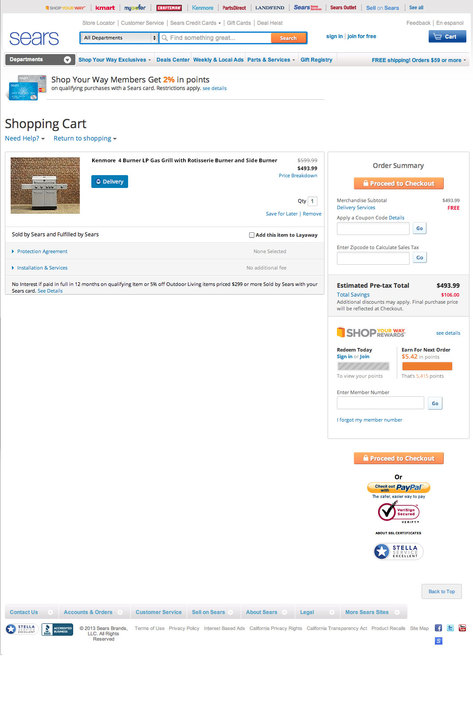 SHOPYOURWAY kmart mygofer CRAFTSMAN Kenmore PartsDirect LANDS'END Sears Sears Outlet Sell on Sears See all
Store Locator | Customer Service | Sears Credit Cards | Gift Cards | Deal Heist
Feedback | En espanol
sears
All Departments
Find something great...
Search
sign in | join for free
Cart
Departments
Shop Your Way Exclusives
Deals Center
Weekly & Local Ads
Parts & Services
Gift Registry
FREE shipping! Orders $59 or more
Shop Your Way Members Get 2% in points
on qualifying purchases with a Sears card. Restrictions apply. see details
Shopping Cart
Need Help?
Return to shopping
Kenmore 4 Burner LP Gas Grill with Rotisserie Burner and Side Burner
$599.99
$493.99
Price Breakdown
Delivery
Qty 1
Save for Later | Remove
Sold by Sears and Fulfilled by Sears
Add this item to Layaway
Protection Agreement
None Selected
Installation & Services
No additional fee
No Interest if paid in full in 12 months on qualifying item or 5% off Outdoor Living items priced $299 or more Sold by Sears with your
Sears card. See Details
Order Summary
Proceed to Checkout
Merchandise Subtotal $493.99
Delivery Services FREE
Apply a Coupon Code Details
Go
Enter Zipcode to Calculate Sales Tax
Go
Estimated Pre-tax Total $493.99
Total Savings $106.00
Additional discounts may apply. Final purchase price
will be reflected at Checkout.
SHOP YOUR WAY REWARDS
see details
Redeem Today
Sign in or Join
To view your points
Earn For Next Order
$5.42 in points
That's 5,415 points
Enter Member Number
Go
I forgot my member number
Proceed to Checkout
Or
Check out with PayPal
The safer, easier way to pay
VeriSign Secured
VERIFY
ABOUT SSL CERTIFICATES
STELLA SERVICE
EXCELLENT
Back to Top
Contact Us
Accounts & Orders
Customer Service
Sell on Sears
About Sears
Legal
More Sears Sites
STELLA
EXCELLENT
ACCREDITED BUSINESS
© 2013 Sears Brands,
LLC. All Rights
Reserved
Terms of Use Privacy Policy Interest Based Ads California Privacy Rights California Transparency Act Product Recalls Site Map